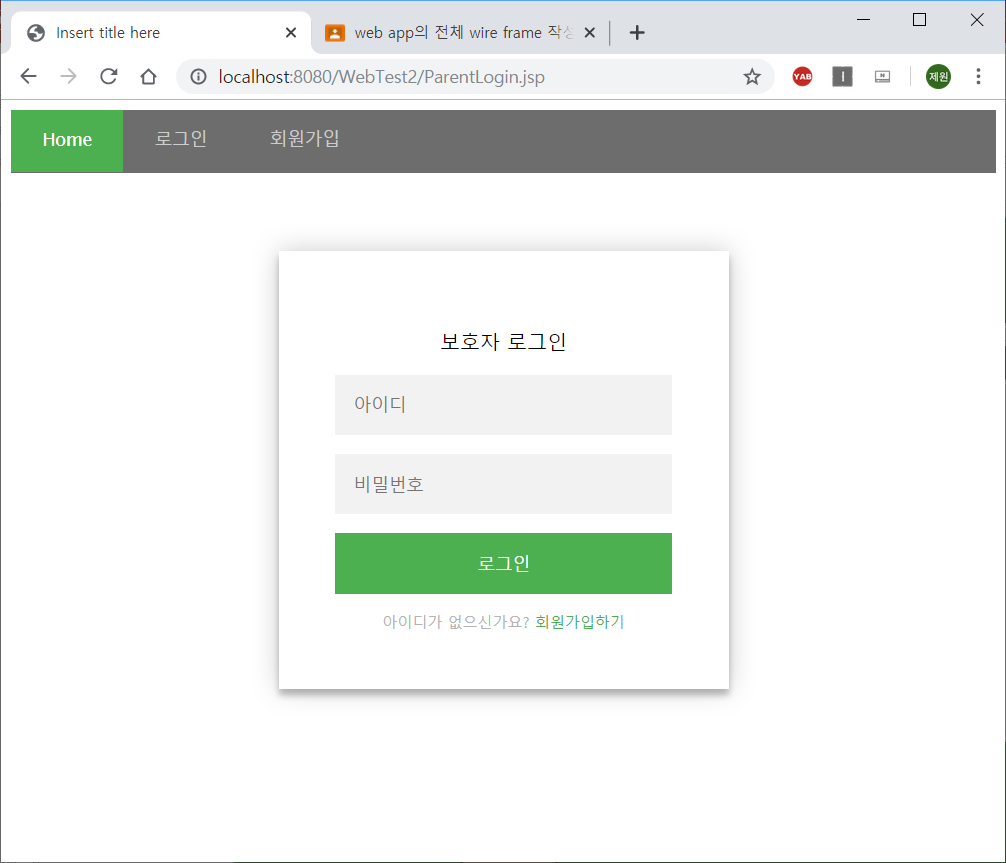 Insert title here
web app의 전체 wire frame 작성
localhost:8080/WebTest2/ParentLogin.jsp
YAB
I
제원
Home 로그인 회원가입
보호자 로그인
아이디
비밀번호
로그인
아이디가 없으신가요? 회원가입하기